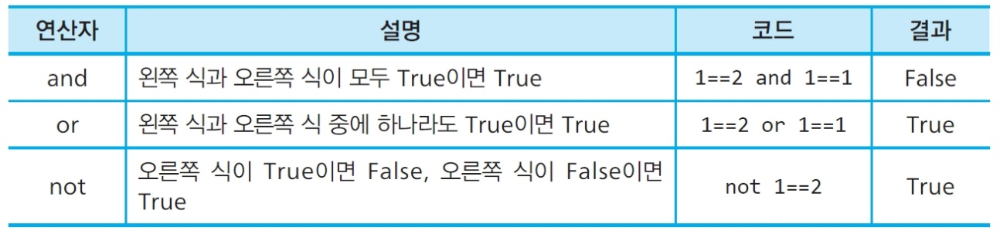 연산자 설명 코드 결과
and 왼쪽 식과 오른쪽 식이 모두 True이면 True 1==2 and 1==1 False
or 왼쪽 식과 오른쪽 식 중에 하나라도 True이면 True 1==2 or 1==1 True
not 오른쪽 식이 True이면 False, 오른쪽 식이 False이면
True not 1==2 True